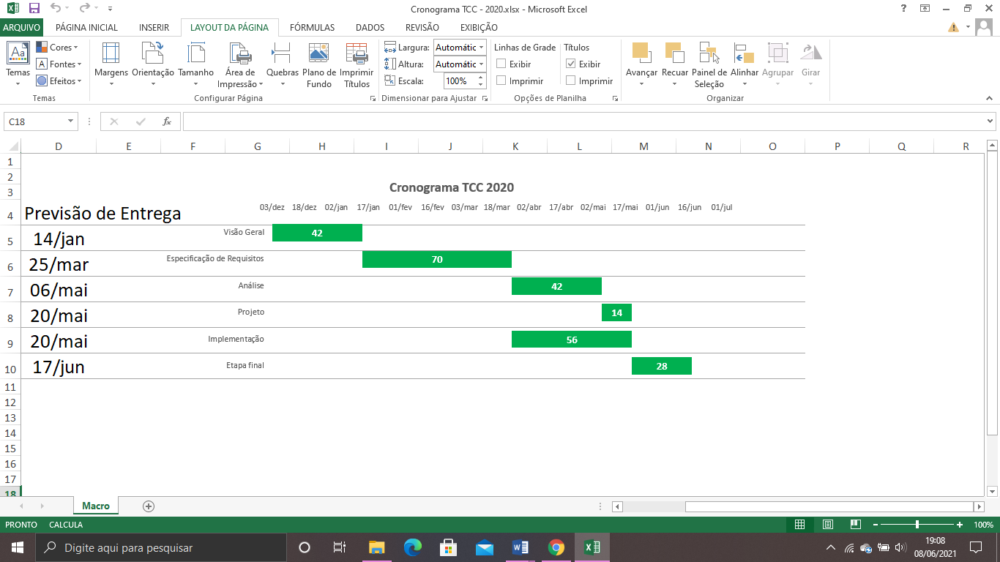 Cronograma TCC - 2020.xlsx - Microsoft Excel
?
ARQUIVO PÁGINA INICIAL INSERIR LAYOUT DA PÁGINA FÓRMULAS DADOS REVISÃO EXIBIÇÃO
Aa Cores Largura: Automátic Linhas de Grade Títulos
A Fontes Altura: Automátic Exibir Exibir
Efeitos Escala: 100% Imprimir Imprimir
Temas Margens Orientação Tamanho Área de Impressão Quebras Plano de Fundo Imprimir Títulos Avançar Recuar Painel de Seleção Alinhar Agrupar Girar
Temas Configurar Página Dimensionar para Ajustar Opções de Planilha Organizar
C18 fx
D E F G H I J K L M N O P Q R
1
2
3 Cronograma TCC 2020
03/dez 18/dez 02/jan 17/jan 01/fev 16/fev 03/mar 18/mar 02/abr 17/abr 02/mai 17/mai 01/jun 16/jun 01/jul
4 Previsão de Entrega
5 14/jan Visão Geral 42
6 25/mar Especificação de Requisitos 70
7 06/mai Análise 42
8 20/mai Projeto 14
9 20/mai Implementação 56
10 17/jun Etapa final 28
11
12
13
14
15
16
17
18
Macro
PRONTO CALCULA 100%
Digite aqui para pesquisar 19:08
08/06/2021